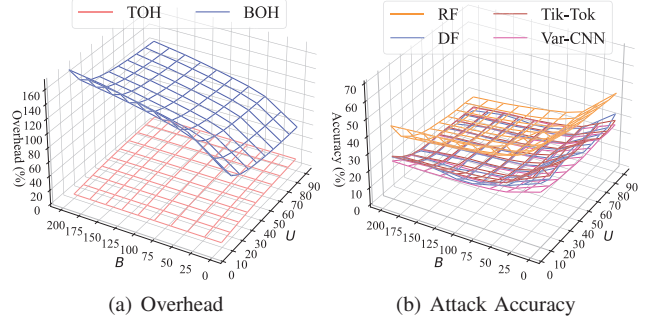 TOH BOH
160
140
120
100
80
60
40
20
0
Overhead (%)
200 175 150 125 100 75 50 25 0
B
0 10 20 30 40 50 60 70 80 90
U
(a) Overhead
RF Tik-Tok
DF Var-CNN
70
60
50
40
30
20
10
0
Accuracy (%)
200 175 150 125 100 75 50 25 0
B
0 10 20 30 40 50 60 70 80 90
U
(b) Attack Accuracy